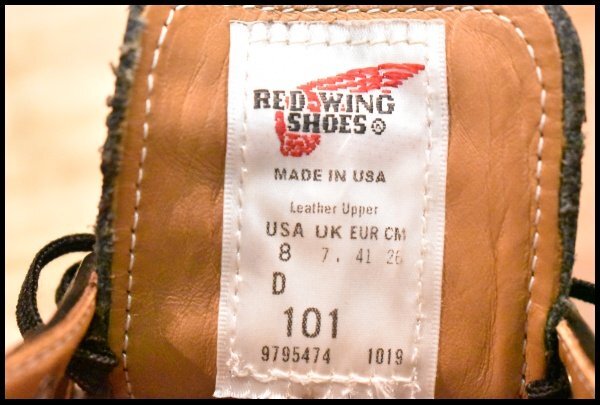 RED WING
SHOES®
MADE IN USA
Leather Upper
USA UK EUR CM
8 7. 41 26
D
101
9795474 1019